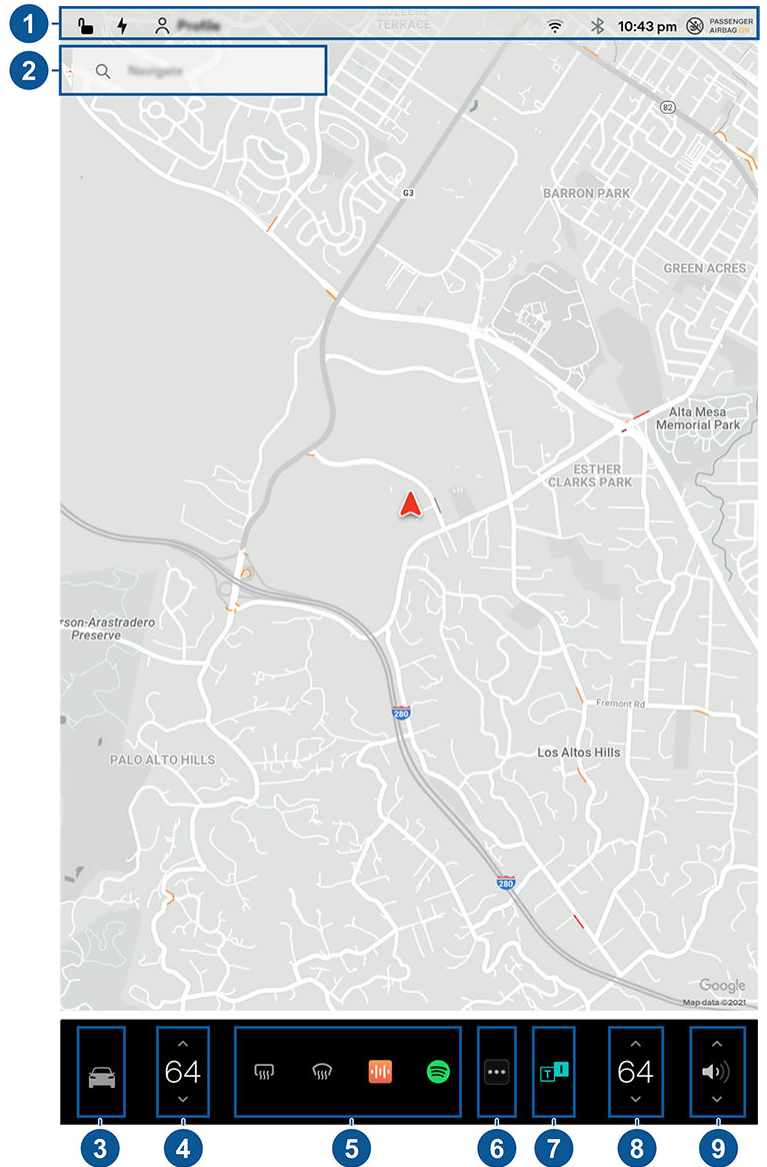 1
COLLEGE
TERRACE
Profile
10:43 pm
PASSENGER
AIRBAG ON
2
Navigate
82
G3
BARRON PARK
GREEN ACRES
Alta Mesa
Memorial Park
ESTHER
CLARKS PARK
rson-Arastradero
Preserve
280
Fremont Rd
Los Altos Hills
PALO ALTO HILLS
280
Google
Map data ©2021
64
T
I
64
3
4
5
6
7
8
9